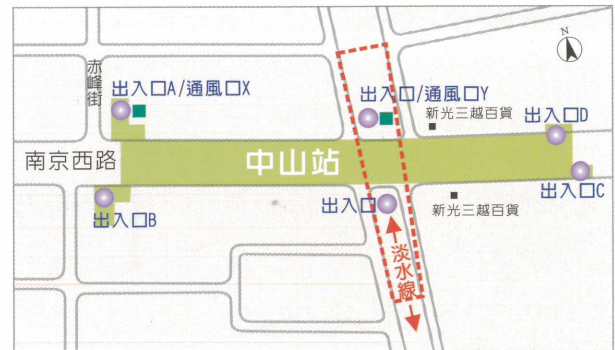 N
赤峰街
出入口A/通風口X
出入口/通風口Y
新光三越百貨
出入口D
南京西路
中山站
出入口B
出入口
新光三越百貨
出入口C
淡水線